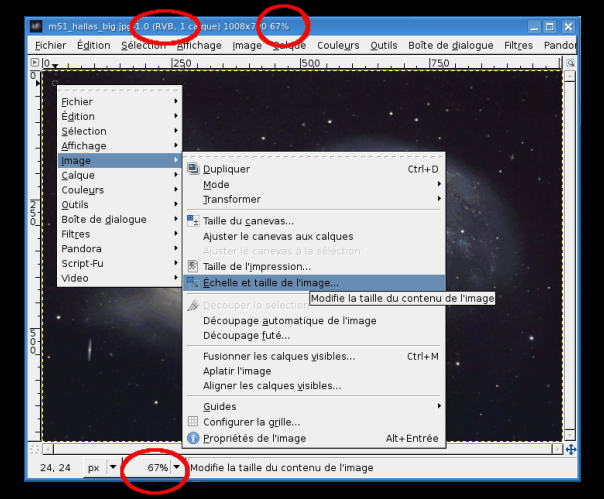 m51_hallas_big.jpg-1.0 (RVB, 1 calque) 1008x7 0 67%
Fichier Édition Sélection Affichage Image Calque Couleurs Outils Boîte de dialogue Filtres Pandor
0 250 500 750
0
250
500
Fichier
Édition
Sélection
Affichage
Image
Calque
Couleurs
Outils
Boîte de dialogue
Filtres
Pandora
Script-Fu
Video
Dupliquer Ctrl+D
Mode
Transformer
Taille du canevas...
Ajuster le canevas aux calques
Ajuster le canevas à la sélection
Taille de l'impression...
Échelle et taille de l'image...
Modifie la taille du contenu de l'image
Découper la sélection
Découpage automatique de l'image
Découpage futé...
Fusionner les calques visibles... Ctrl+M
Aplatir l'image
Aligner les calques visibles...
Guides
Configurer la grille...
Propriétés de l'image Alt+Entrée
24, 24 px 67% Modifie la taille du contenu de l'image